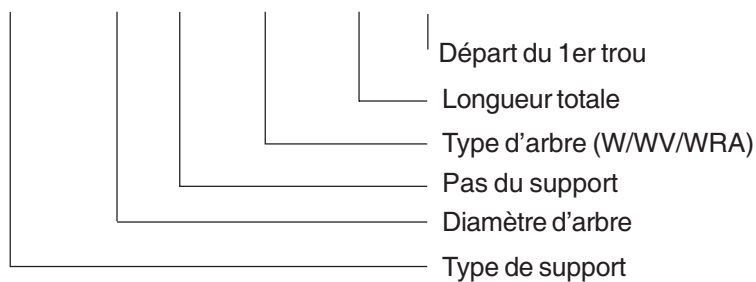 Départ du 1er trou
Longueur totale
Type d’arbre (W/WV/WRA)
Pas du support
Diamètre d’arbre
Type de support